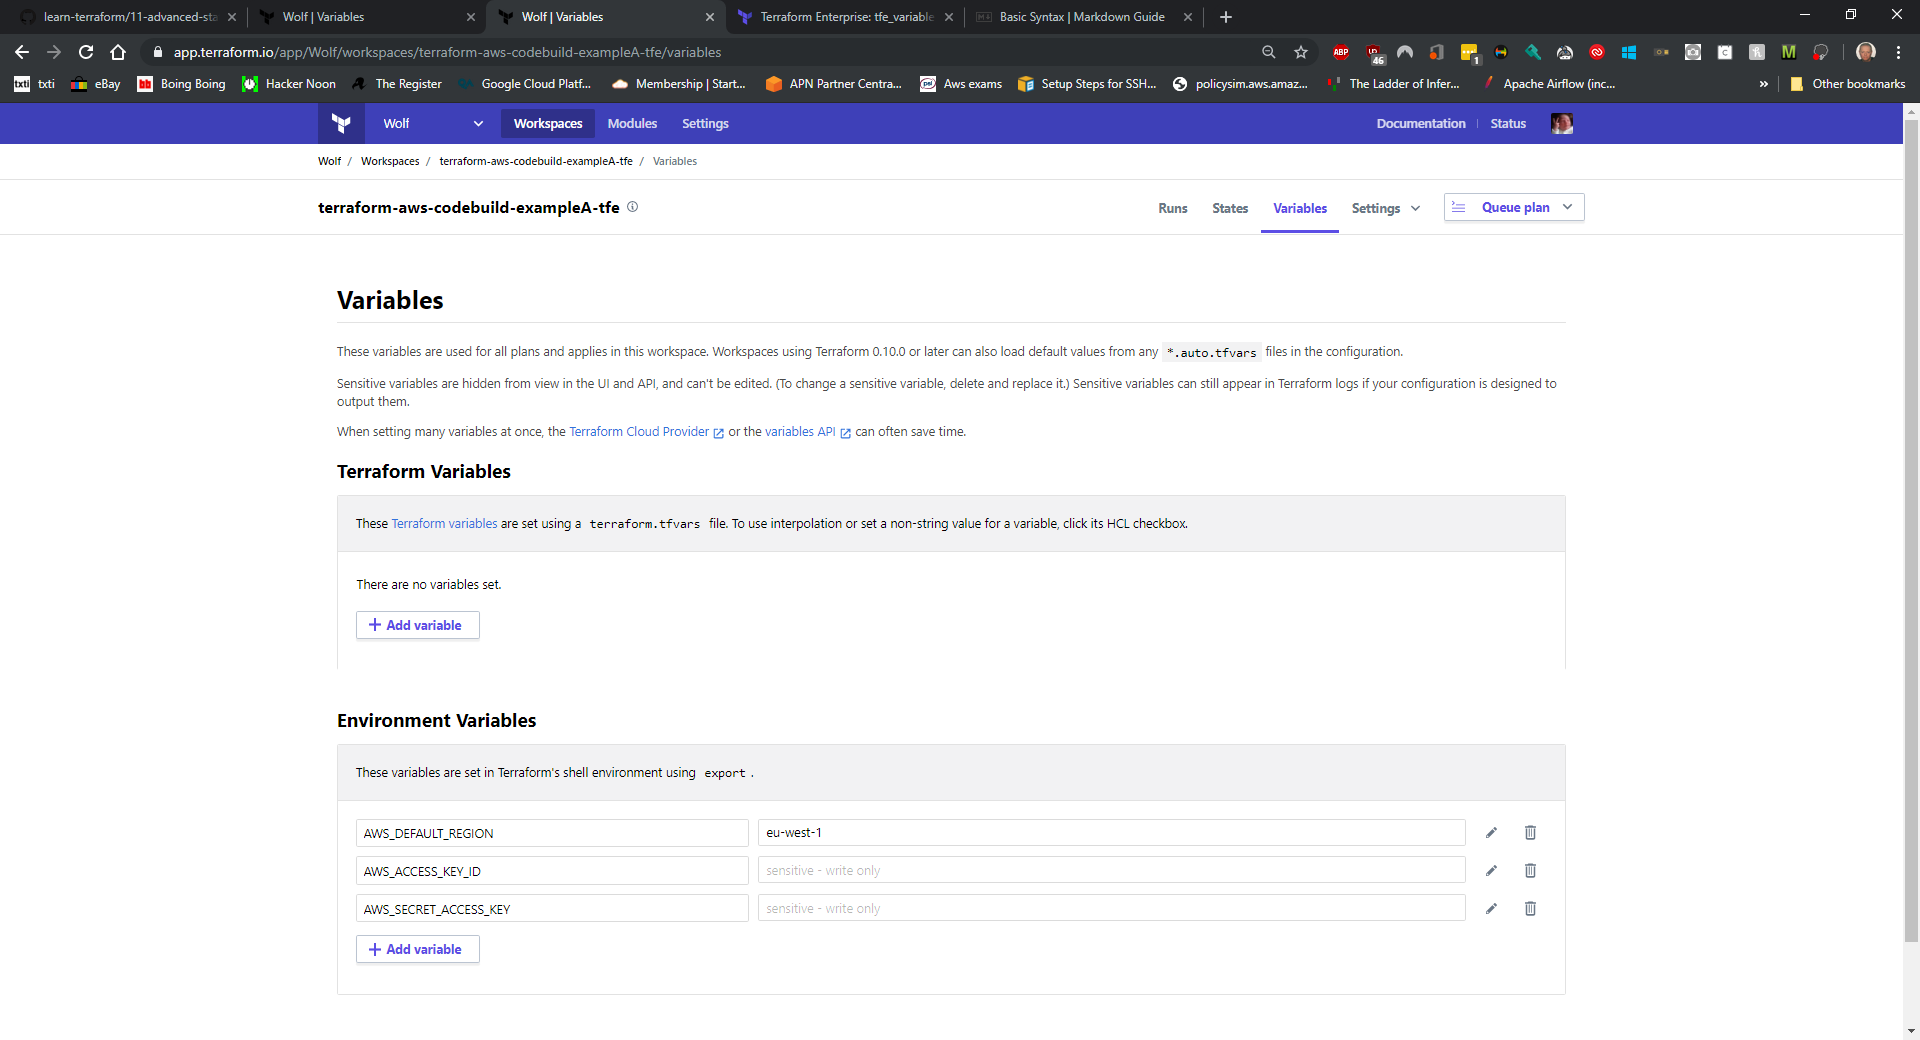 learn-terraform/11-advanced-sta
Wolf | Variables
Wolf | Variables
Terraform Enterprise: tfe_variable
Basic Syntax | Markdown Guide
app.terraform.io/app/Wolf/workspaces/terraform-aws-codebuild-exampleA-tfe/variables
ABP
46
1
txti txti
eBay
bb Boing Boing
Hacker Noon
The Register
Google Cloud Platf...
Membership | Start...
APN Partner Centra...
psi Aws exams
Setup Steps for SSH...
policysim.aws.amaz...
The Ladder of Infer...
Apache Airflow (inc...
»
Other bookmarks
Wolf
Workspaces
Modules
Settings
Documentation
Status
Wolf / Workspaces / terraform-aws-codebuild-exampleA-tfe / Variables
terraform-aws-codebuild-exampleA-tfe
Runs
States
Variables
Settings
Queue plan
Variables
These variables are used for all plans and applies in this workspace. Workspaces using Terraform 0.10.0 or later can also load default values from any *.auto.tfvars files in the configuration.
Sensitive variables are hidden from view in the UI and API, and can't be edited. (To change a sensitive variable, delete and replace it.) Sensitive variables can still appear in Terraform logs if your configuration is designed to
output them.
When setting many variables at once, the Terraform Cloud Provider or the variables API can often save time.
Terraform Variables
These Terraform variables are set using a terraform.tfvars file. To use interpolation or set a non-string value for a variable, click its HCL checkbox.
There are no variables set.
+ Add variable
Environment Variables
These variables are set in Terraform's shell environment using export .
AWS_DEFAULT_REGION
eu-west-1
AWS_ACCESS_KEY_ID
sensitive - write only
AWS_SECRET_ACCESS_KEY
sensitive - write only
+ Add variable